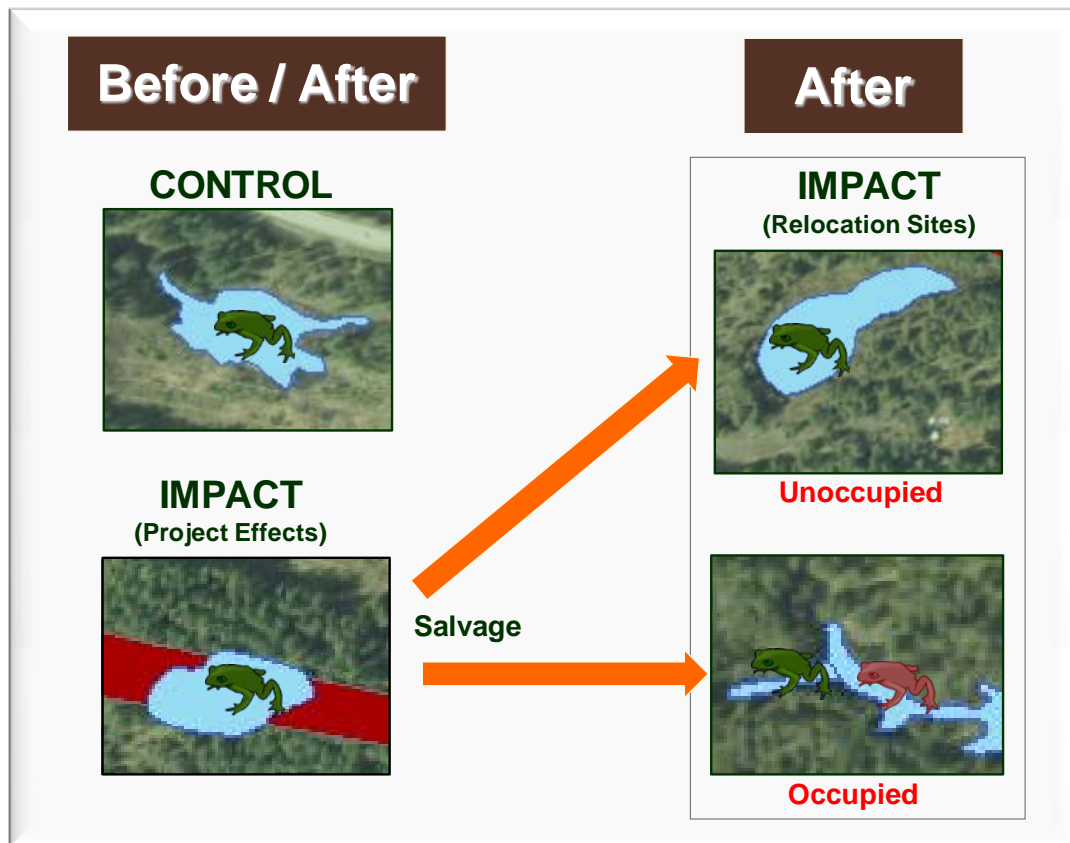 Before / After
After
CONTROL
IMPACT
(Project Effects)
Salvage
IMPACT
(Relocation Sites)
Unoccupied
Occupied